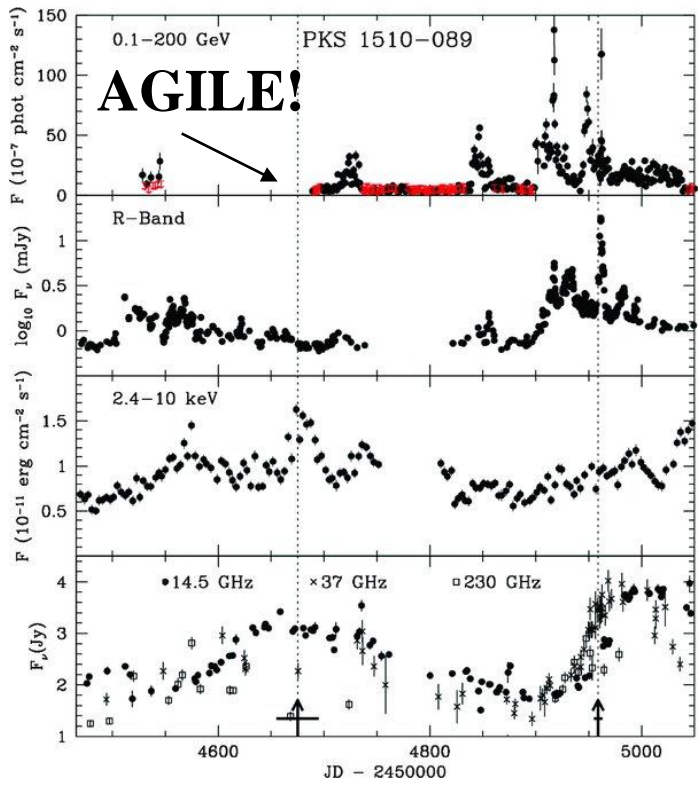 150
0.1−200 GeV
PKS 1510−089
F (10⁻⁷ phot cm⁻² s⁻¹)
100
AGILE!
50
0
R−Band
log₁₀ Fᵥ (mJy)
1
0.5
0
2.4−10 keV
F (10⁻¹¹ erg cm⁻² s⁻¹)
1.5
1
0.5
14.5 GHz
37 GHz
230 GHz
Fᵥ(Jy)
4
3
2
1
4600
4800
5000
JD − 2450000